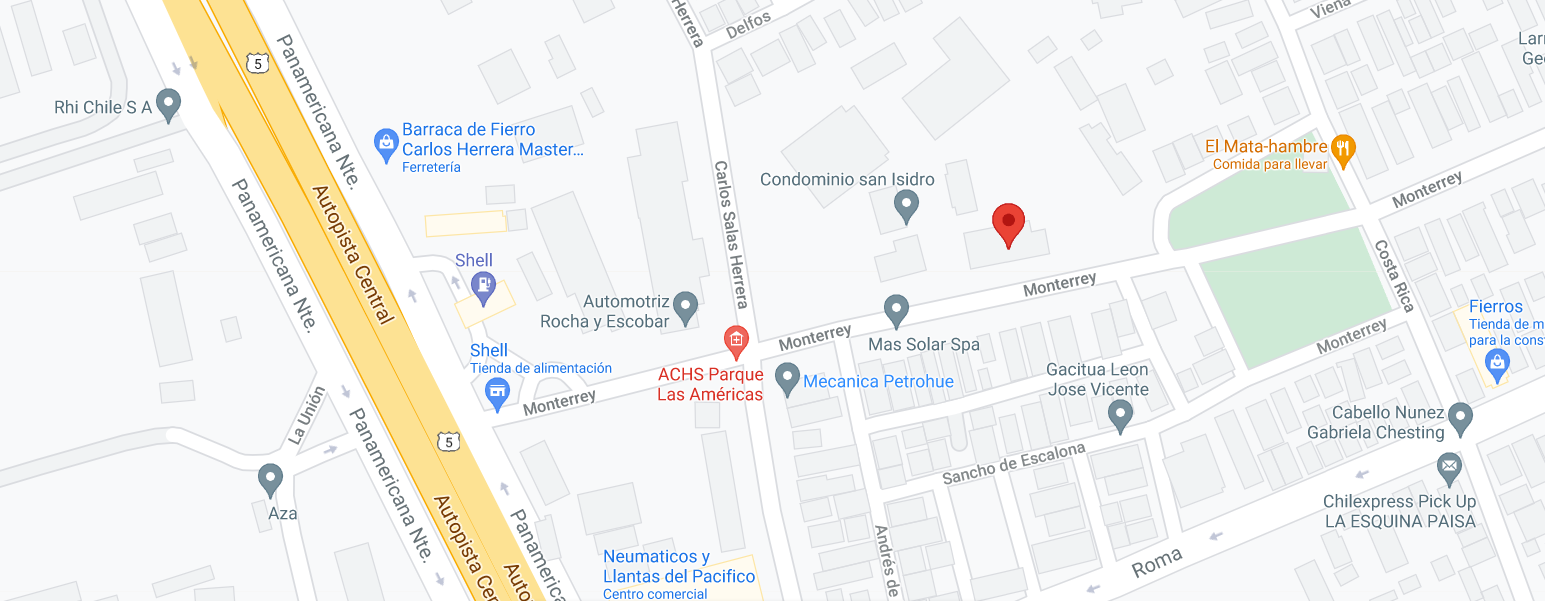 Herrera
Delfos
Viena
Panamericana Nte.
5
Rhi Chile S A
Barraca de Fierro
Carlos Herrera Master...
Ferretería
El Mata-hambre
Comida para llevar
Condominio san Isidro
Monterrey
Panamericana Nte.
Autopista Central
Carlos Salas Herrera
Costa Rica
Shell
Monterrey
Automotriz
Rocha y Escobar
Fierros
Tienda de m
para la cons
Monterrey
Mas Solar Spa
Monterrey
Shell
Tienda de alimentación
ACHS Parque
Las Américas
Mecanica Petrohue
Gacitua Leon
Jose Vicente
Monterrey
La Unión
Cabello Nunez
Gabriela Chesting
5
Panamericana Nte.
Sancho de Escalona
Aza
Chilexpress Pick Up
LA ESQUINA PAISA
Autopista Cen
Panamericana
Andrés de
Neumaticos y
Llantas del Pacifico
Centro comercial
Roma
Auto